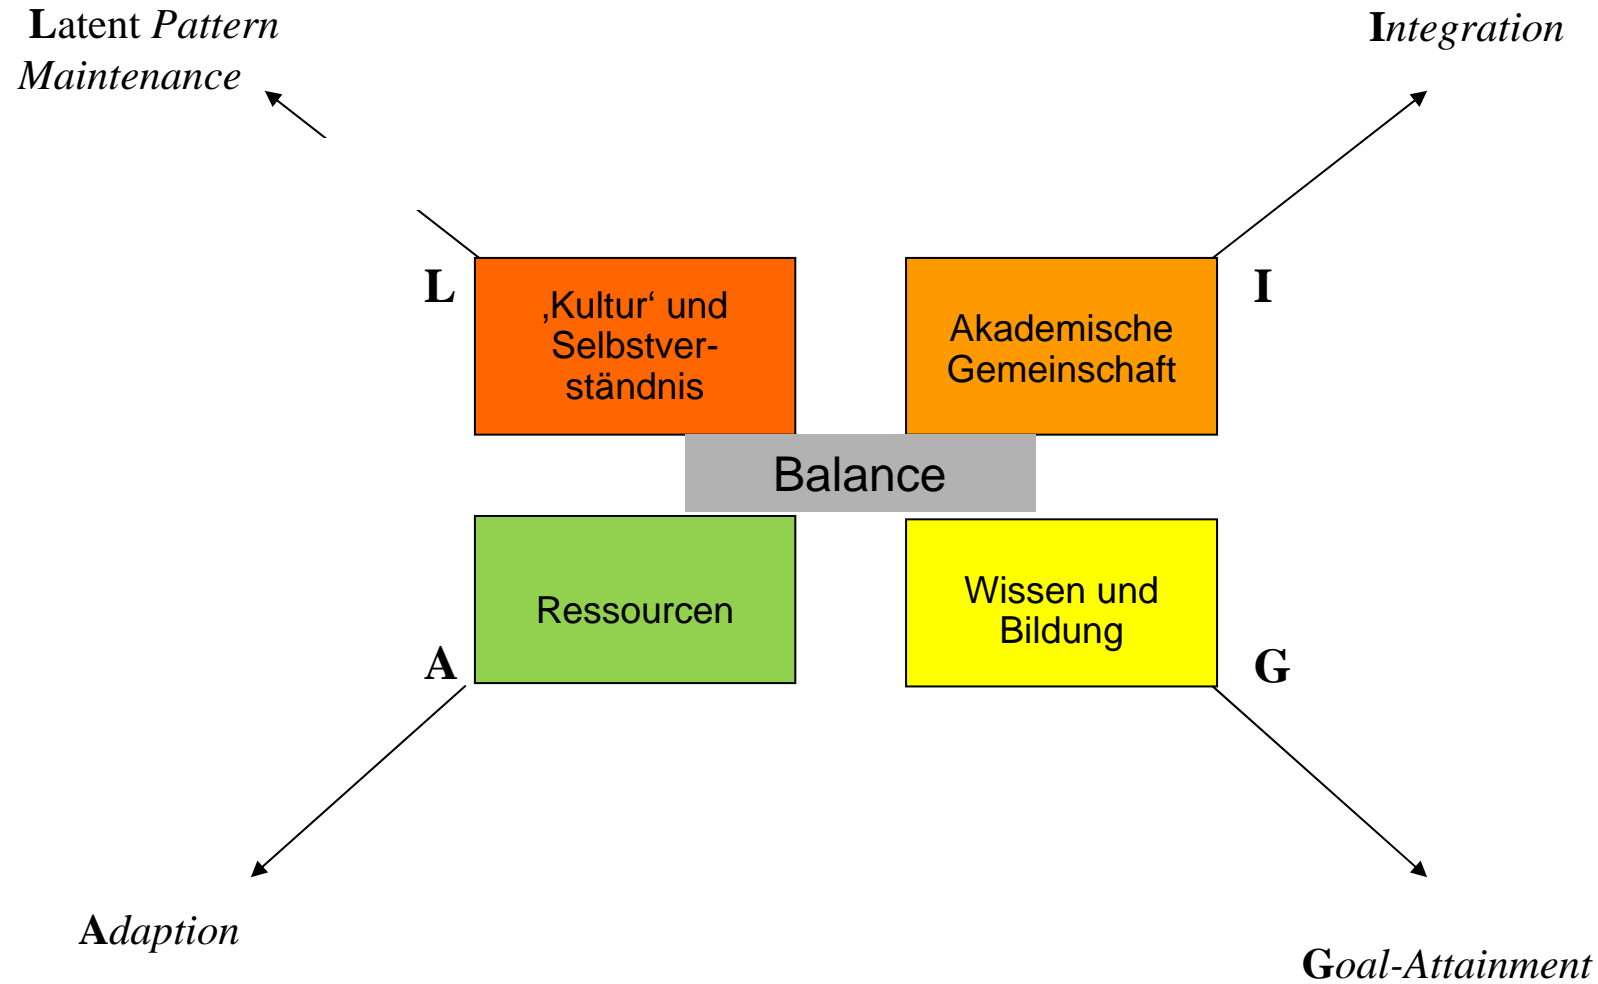 Latent Pattern
Maintenance
Integration
L
‚Kultur‘ und
Selbstver-
ständnis
Akademische
Gemeinschaft
I
Balance
Ressourcen
Wissen und
Bildung
A
G
Adaption
Goal-Attainment